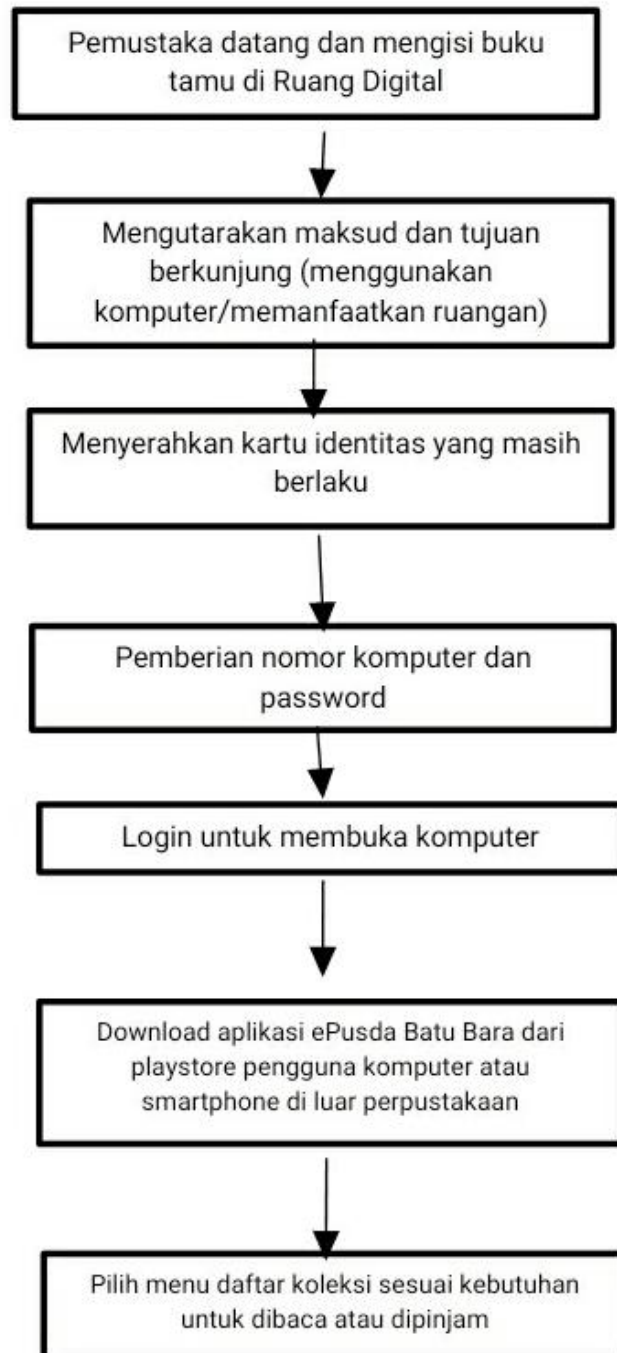 Pemustaka datang dan mengisi buku
tamu di Ruang Digital
Mengutarakan maksud dan tujuan
berkunjung (menggunakan
komputer/memanfaatkan ruangan)
Menyerahkan kartu identitas yang masih
berlaku
Pemberian nomor komputer dan
password
Login untuk membuka komputer
Download aplikasi ePusda Batu Bara dari
playstore pengguna komputer atau
smartphone di luar perpustakaan
Pilih menu daftar koleksi sesuai kebutuhan
untuk dibaca atau dipinjam